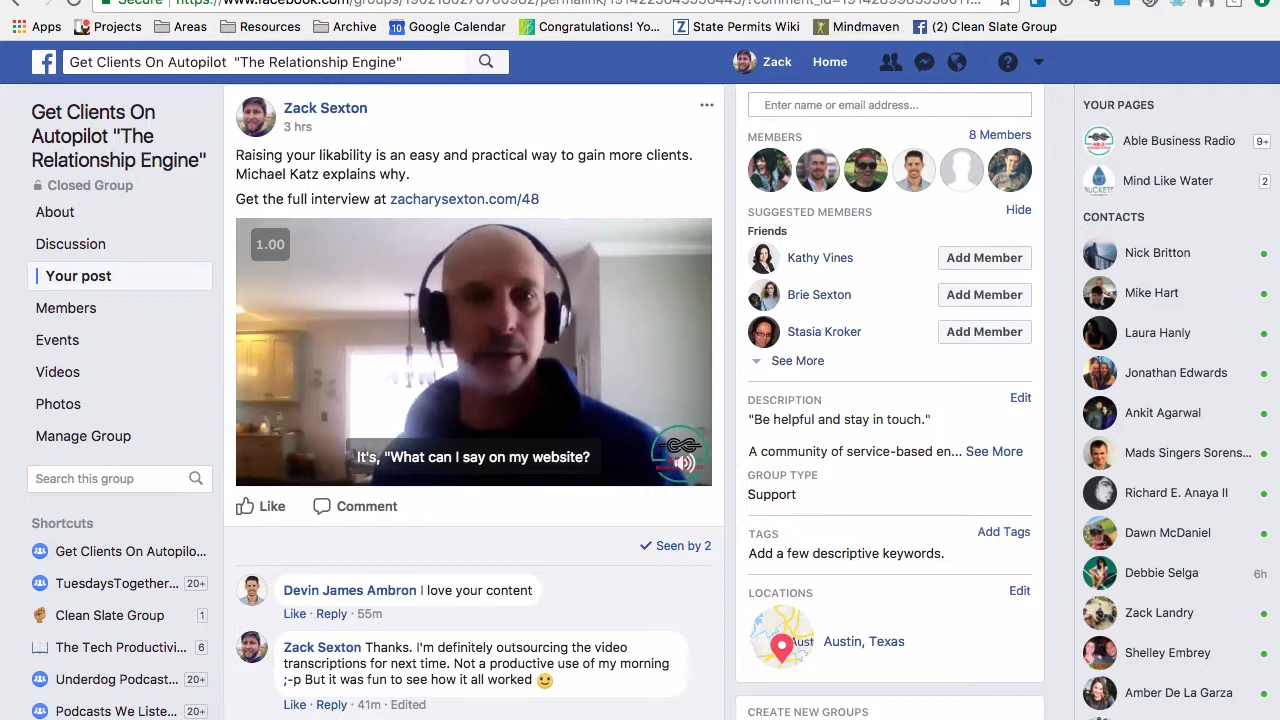 Secure
https://www.facebook.com/groups/
Apps
Projects
Areas
Resources
Archive
Google Calendar
Congratulations! Yo...
State Permits Wiki
Mindmaven
(2) Clean Slate Group
Get Clients On Autopilot "The Relationship Engine"
Zack
Home
Get Clients On
Autopilot "The
Relationship Engine"
Closed Group
About
Discussion
Your post
Members
Events
Videos
Photos
Manage Group
Search this group
Shortcuts
Get Clients On Autopilo...
TuesdaysTogether... 20+
Clean Slate Group 1
The Tech Productivi... 6
Underdog Podcast... 20+
Podcasts We Liste... 20+
Zack Sexton
3 hrs
Raising your likability is an easy and practical way to gain more clients.
Michael Katz explains why.
Get the full interview at zacharysexton.com/48
1.00
It's, "What can I say on my website?
Like Comment
Seen by 2
Devin James Ambron I love your content
Like · Reply · 55m
Zack Sexton Thanks. I'm definitely outsourcing the video
transcriptions for next time. Not a productive use of my morning
;-p But it was fun to see how it all worked
Like · Reply · 41m · Edited
Enter name or email address...
MEMBERS 8 Members
SUGGESTED MEMBERS Hide
Friends
Kathy Vines Add Member
Brie Sexton Add Member
Stasia Kroker Add Member
See More
DESCRIPTION Edit
"Be helpful and stay in touch."
A community of service-based en... See More
GROUP TYPE
Support
TAGS Add Tags
Add a few descriptive keywords.
LOCATIONS Edit
Aust
Austin, Texas
CREATE NEW GROUPS
YOUR PAGES
Able Business Radio 9+
Mind Like Water 2
CONTACTS
Nick Britton
Mike Hart
Laura Hanly
Jonathan Edwards
Ankit Agarwal
Mads Singers Sorens...
Richard E. Anaya II
Dawn McDaniel
Debbie Selga 6h
Zack Landry
Shelley Embrey
Amber De La Garza